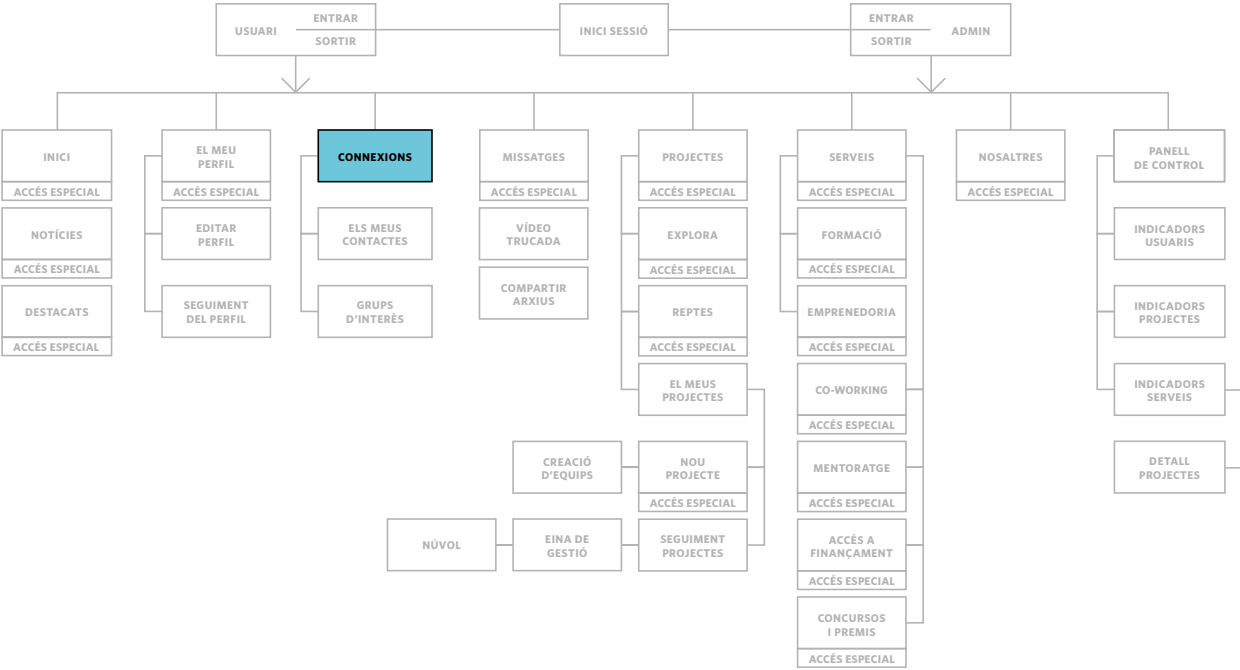 USUARI
ENTRAR
SORTIR
INICI SESSIÓ
ENTRAR
SORTIR
ADMIN
INICI
ACCÉS ESPECIAL
NOTÍCIES
ACCÉS ESPECIAL
DESTACATS
ACCÉS ESPECIAL
EL MEU
PERFIL
ACCÉS ESPECIAL
EDITAR
PERFIL
SEGUIMENT
DEL PERFIL
CONNEXIONS
ELS MEUS
CONTACTES
GRUPS
D'INTERÈS
MISSATGES
ACCÉS ESPECIAL
VÍDEO
TRUCADA
COMPARTIR
ARXIUS
PROJECTES
ACCÉS ESPECIAL
EXPLORA
ACCÉS ESPECIAL
REPTES
ACCÉS ESPECIAL
EL MEUS
PROJECTES
NOU
PROJECTE
ACCÉS ESPECIAL
CREACIÓ
D'EQUIPS
SEGUIMENT
PROJECTES
EINA DE
GESTIÓ
NÚVOL
SERVEIS
ACCÉS ESPECIAL
FORMACIÓ
ACCÉS ESPECIAL
EMPRENEDORIA
ACCÉS ESPECIAL
CO-WORKING
ACCÉS ESPECIAL
MENTORATGE
ACCÉS ESPECIAL
ACCÉS A
FINANÇAMENT
ACCÉS ESPECIAL
CONCURSOS
I PREMIS
ACCÉS ESPECIAL
NOSALTRES
ACCÉS ESPECIAL
PANELL
DE CONTROL
INDICADORS
USUARIS
INDICADORS
PROJECTES
INDICADORS
SERVEIS
DETALL
PROJECTES